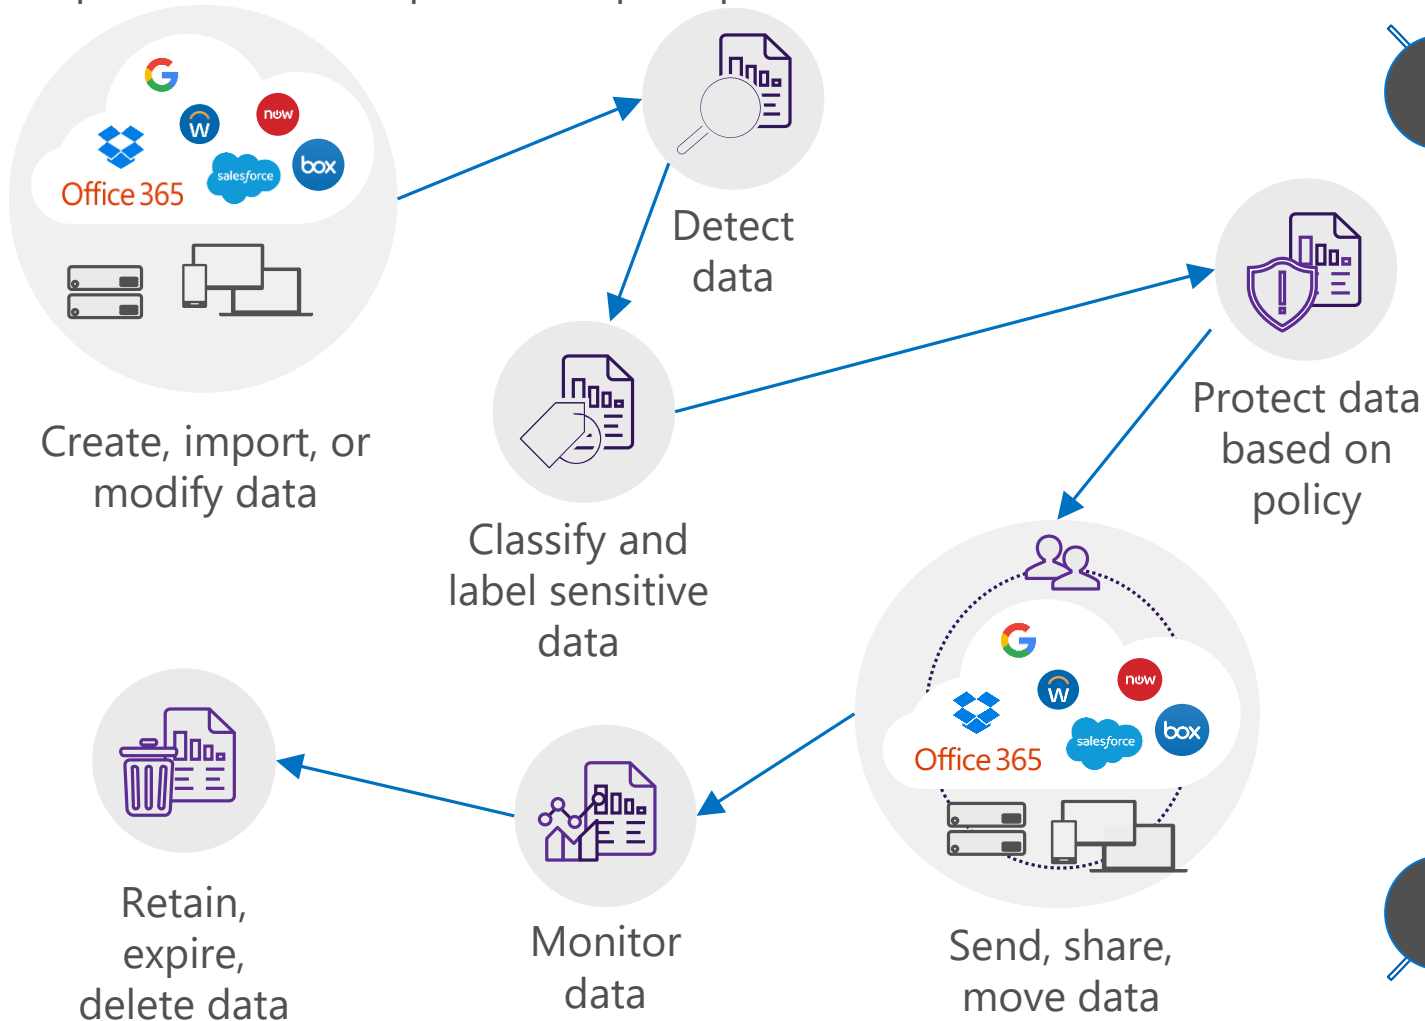 now
W
salesforce
box
Office 365
Create, import, or
modify data
Detect
data
Classify and
label sensitive
data
Protect data
based on
policy
now
W
salesforce
box
Office 365
Send, share,
move data
Monitor
data
Retain,
expire,
delete data